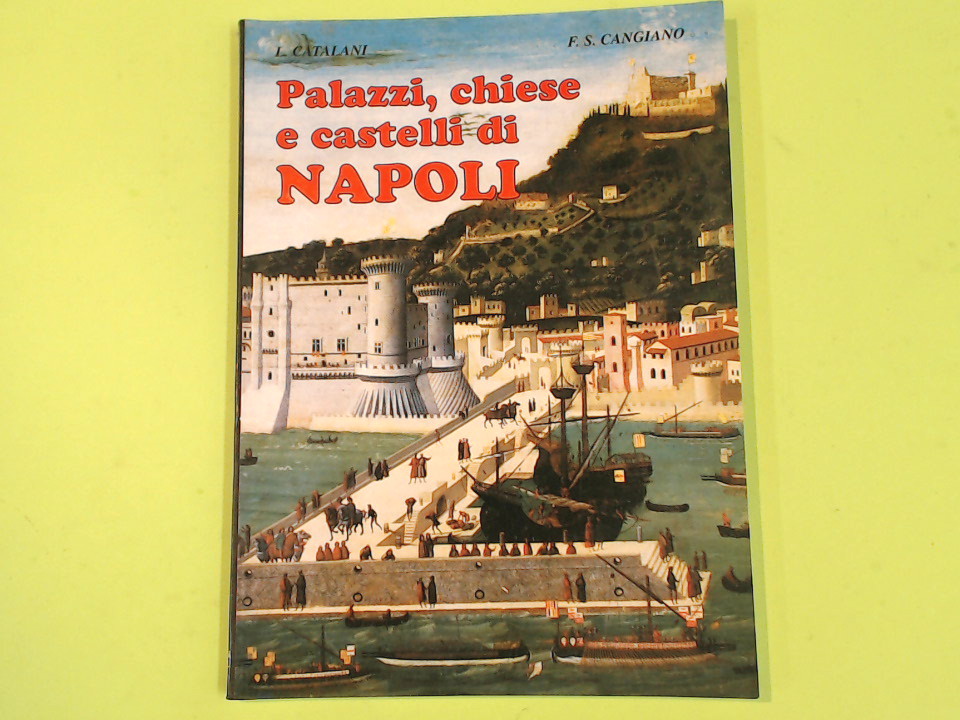 L. CATALANI
F. S. CANGIANO
Palazzi, chiese
e castelli di
NAPOLI